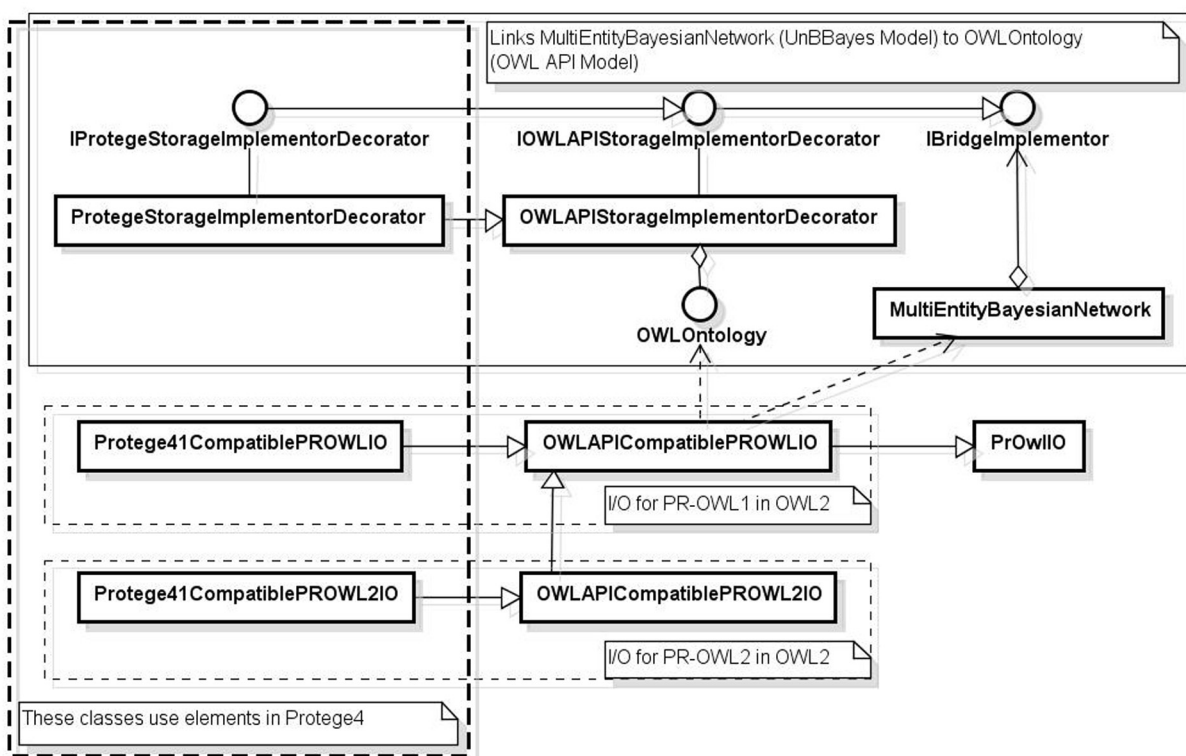 Links MultiEntityBayesianNetwork (UnBBayes Model) to OWLOntology
(OWL API Model)
IProtegeStorageImplementorDecorator
IOWLAPIStorageImplementorDecorator
IBridgeImplementor
ProtegeStorageImplementorDecorator
OWLAPIStorageImplementorDecorator
OWLOntology
MultiEntityBayesianNetwork
Protege41CompatiblePROWLIO
OWLAPICompatiblePROWLIO
PrOwlIO
I/O for PR-OWL1 in OWL2
Protege41CompatiblePROWL2IO
OWLAPICompatiblePROWL2IO
I/O for PR-OWL2 in OWL2
These classes use elements in Protege4